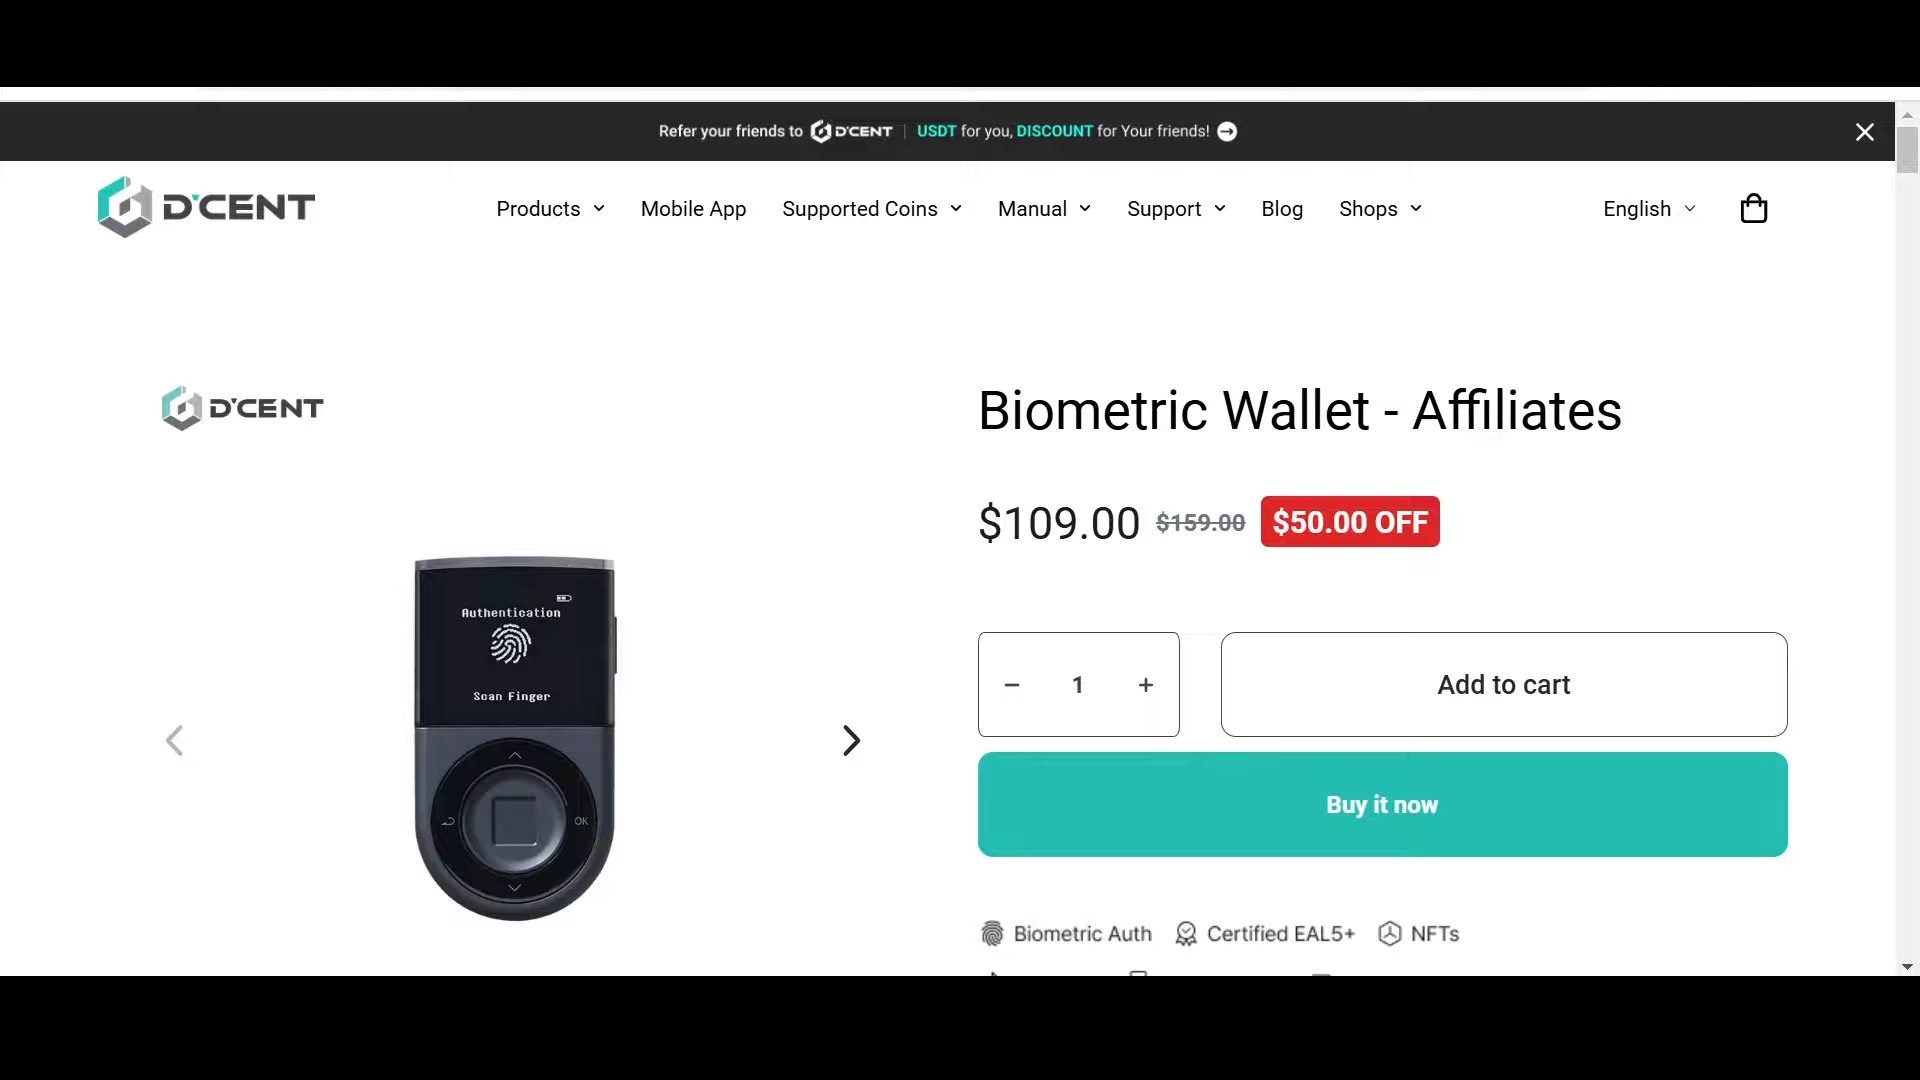 Refer your friends to D'CENT | USDT for you, DISCOUNT for Your friends!
D'CENT
Products Mobile App Supported Coins Manual Support Blog Shops English
D'CENT
Biometric Wallet - Affiliates
$109.00 $159.00 $50.00 OFF
Authentication
Scan Finger
OK
1 Add to cart
Buy it now
Biometric Auth Certified EAL5+ NFTs